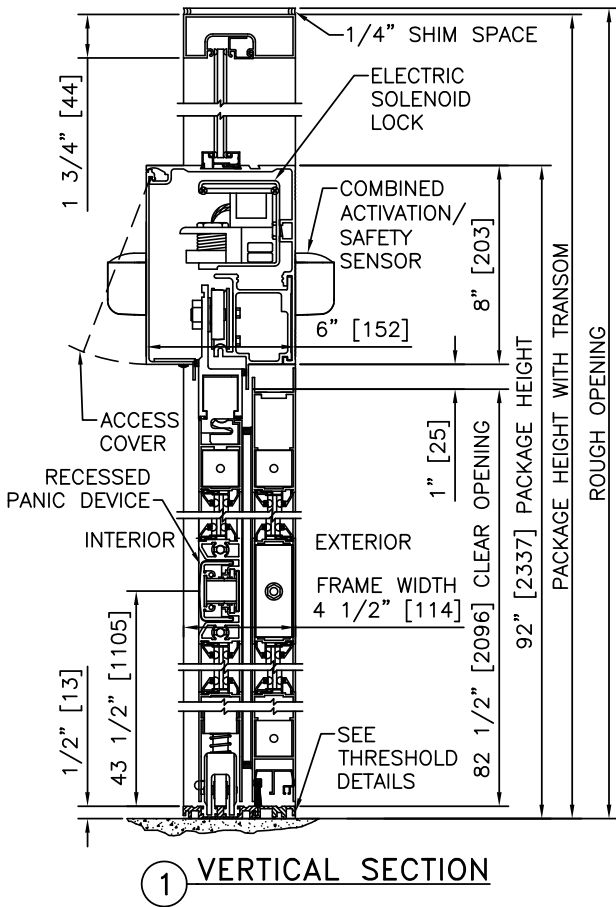 1/4” SHIM SPACE
1 3/4” [44]
ELECTRIC
SOLENOID
LOCK
COMBINED
ACTIVATION/
SAFETY
SENSOR
8” [203]
6” [152]
ACCESS
COVER
1” [25]
RECESSED
PANIC DEVICE
INTERIOR
EXTERIOR
FRAME WIDTH
4 1/2” [114]
1/2” [13]
43 1/2” [1105]
82 1/2” [2096] CLEAR OPENING
92” [2337] PACKAGE HEIGHT
PACKAGE HEIGHT WITH TRANSOM
ROUGH OPENING
SEE
THRESHOLD
DETAILS
1 VERTICAL SECTION